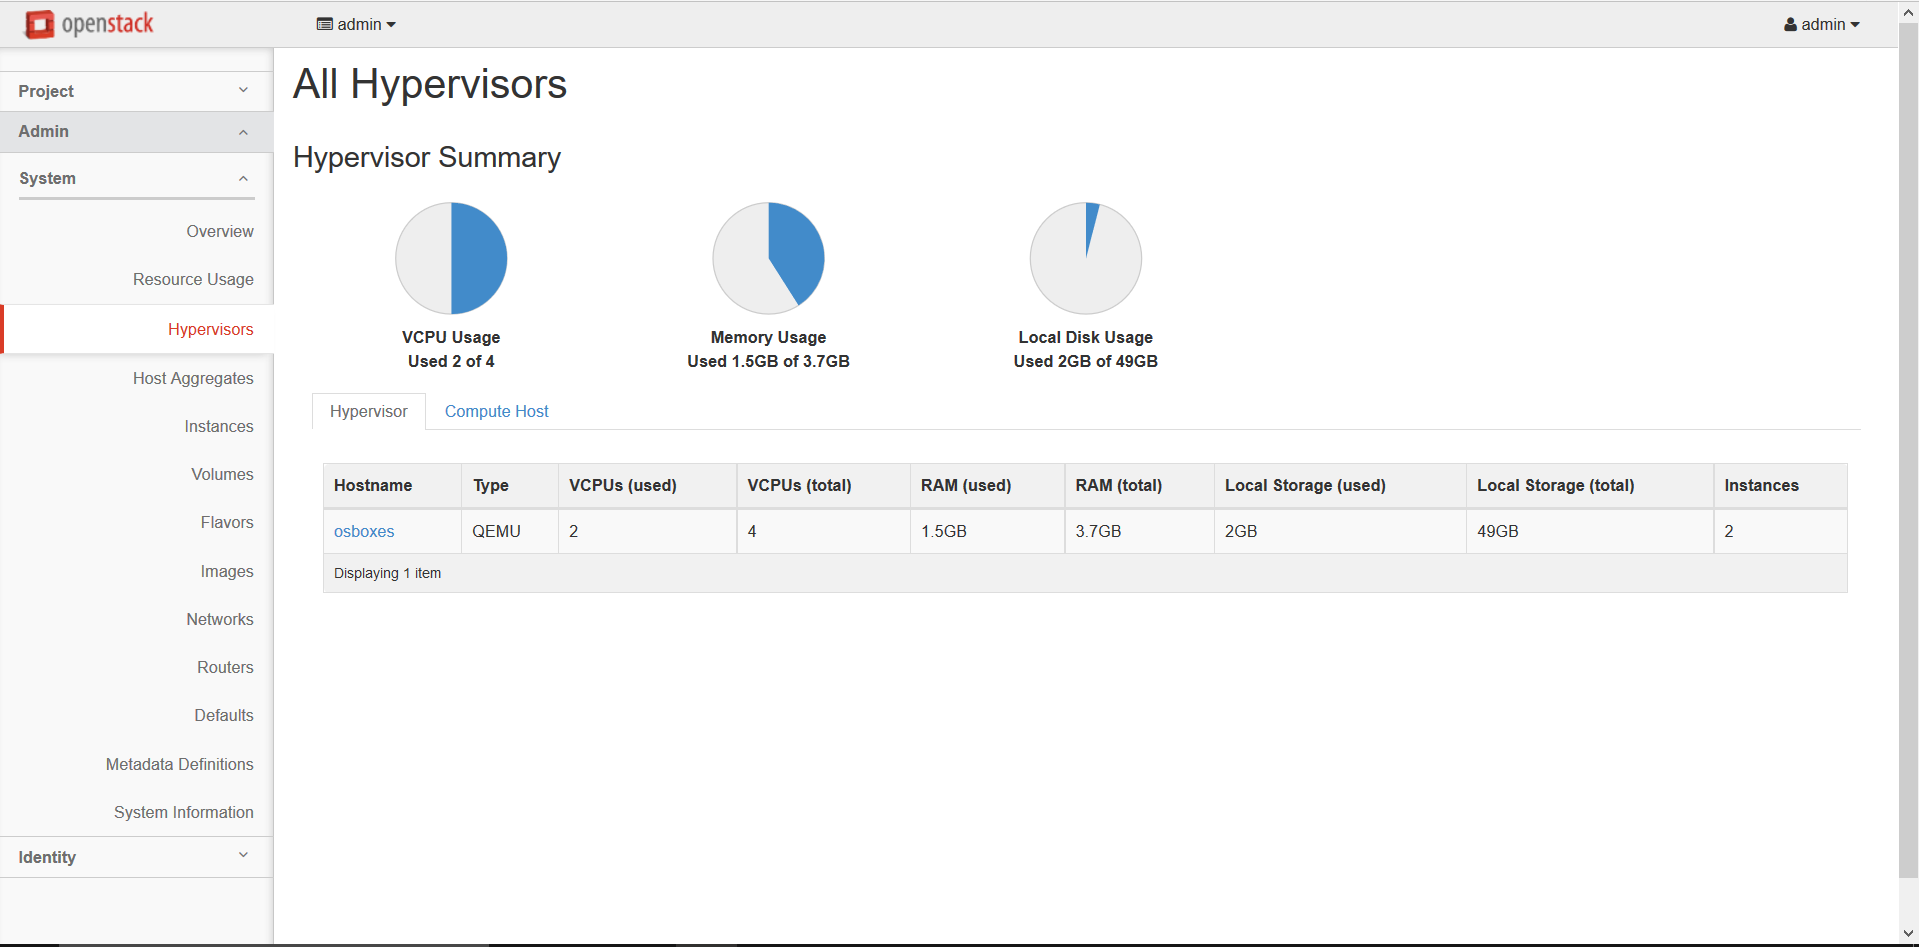 openstack
admin
admin
Project
Admin
System
Overview
Resource Usage
Hypervisors
Host Aggregates
Instances
Volumes
Flavors
Images
Networks
Routers
Defaults
Metadata Definitions
System Information
Identity
All Hypervisors
Hypervisor Summary
VCPU Usage
Used 2 of 4
Memory Usage
Used 1.5GB of 3.7GB
Local Disk Usage
Used 2GB of 49GB
Hypervisor Compute Host
Hostname Type VCPUs (used) VCPUs (total) RAM (used) RAM (total) Local Storage (used) Local Storage (total) Instances
osboxes QEMU 2 4 1.5GB 3.7GB 2GB 49GB 2
Displaying 1 item